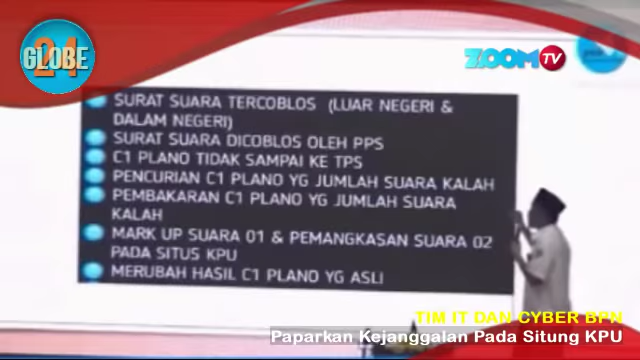 24
GLOBE
ZOOM TV
SURAT SUARA TERCOBLOS (LUAR NEGERI &
DALAM NEGERI)
SURAT SUARA DICOBLOS OLEH PPS
C1 PLANO TIDAK SAMPAI KE TPS
PENCURIAN C1 PLANO YG JUMLAH SUARA KALAH
PEMBAKARAN C1 PLANO YG JUMLAH SUARA
KALAH
MARK UP SUARA 01 & PEMANGKASAN SUARA 02
PADA SITUS KPU
MERUBAH HASIL C1 PLANO YG ASLI
TIM IT DAN CYBER BPN
Paparkan Kejanggalan Pada Situng KPU